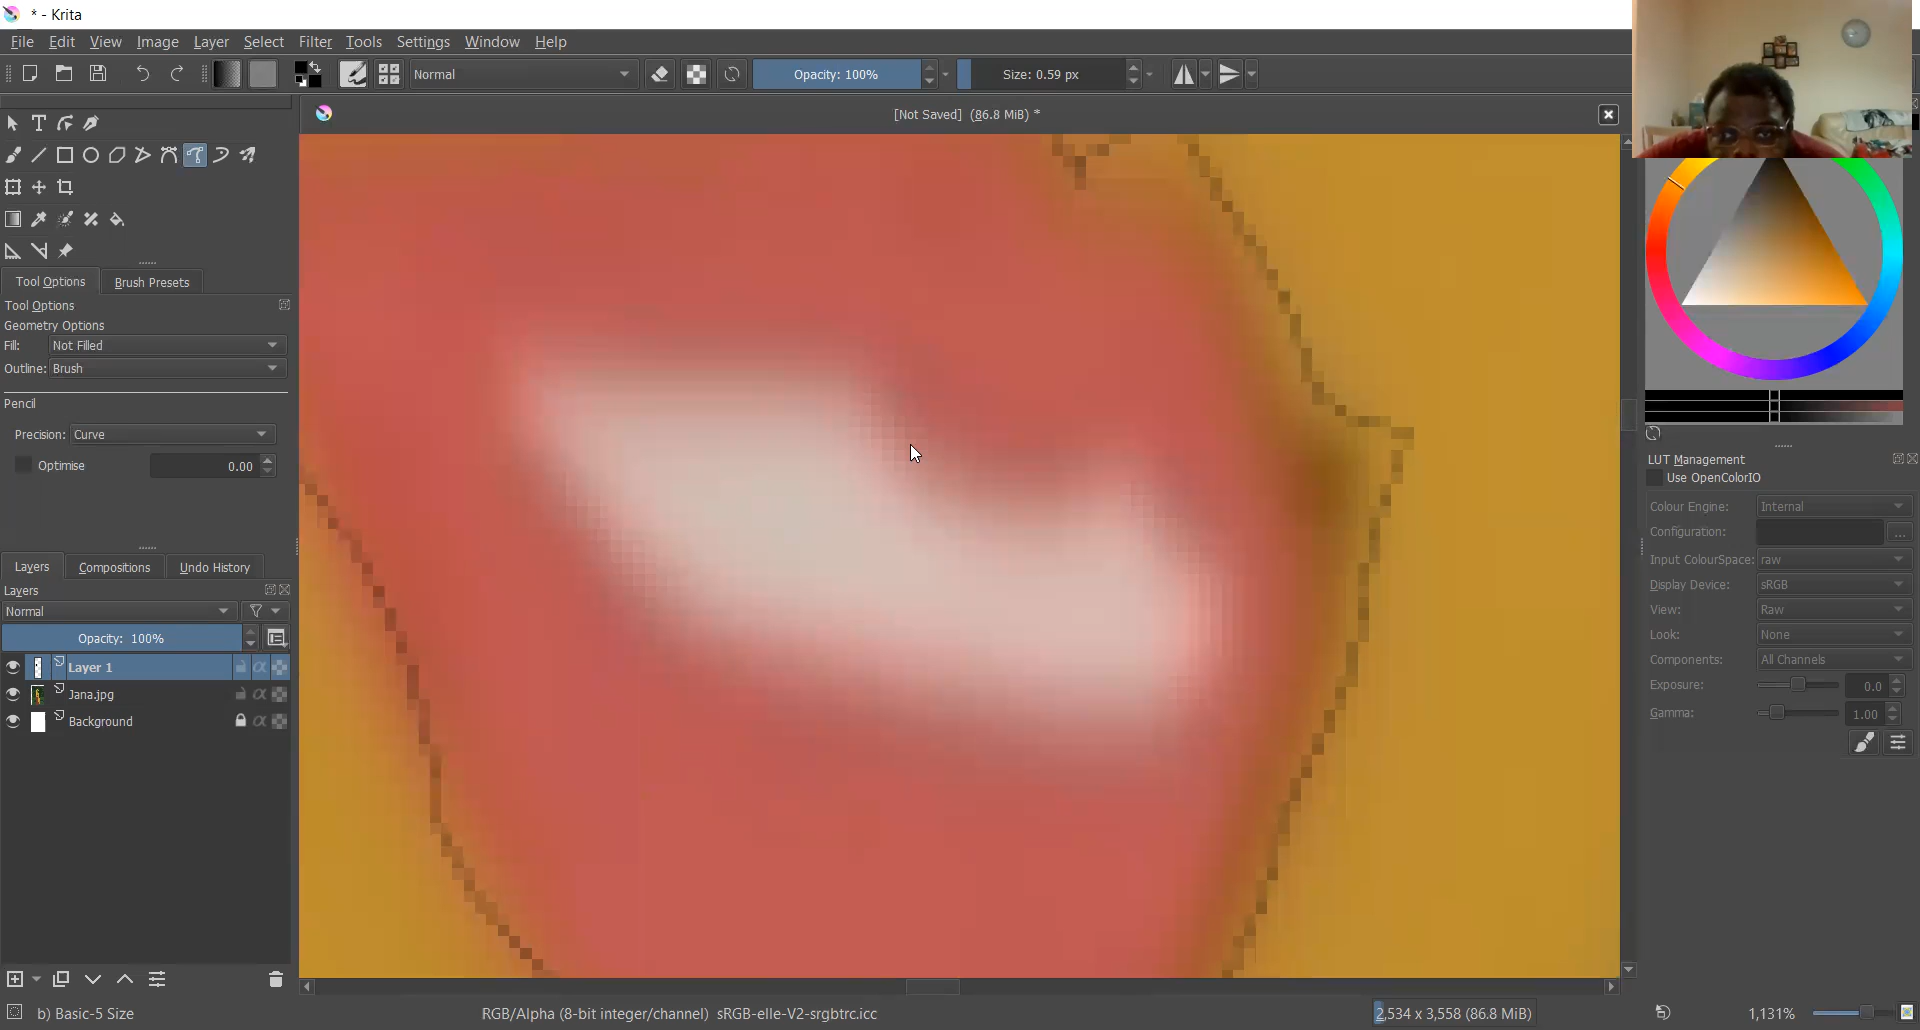 * - Krita
File Edit View Image Layer Select Filter Tools Settings Window Help
Normal
Opacity: 100%
Size: 0.59 px
[Not Saved] (86.8 MiB) *
Tool Options
Brush Presets
Tool Options
Geometry Options
Fill: Not Filled
Outline: Brush
Pencil
Precision: Curve
Optimise 0.00
Layers
Compositions
Undo History
Layers
Normal
Opacity: 100%
Layer 1
Jana.jpg
Background
LUT Management
Use OpenColorIO
Colour Engine: Internal
Configuration: ...
Input ColourSpace: raw
Display Device: sRGB
View: Raw
Look: None
Components: All Channels
Exposure: 0.0
Gamma: 1.00
b) Basic-5 Size
RGB/Alpha (8-bit integer/channel) sRGB-elle-V2-srgbtrc.icc
2,534 x 3,558 (86.8 MiB)
1,131%